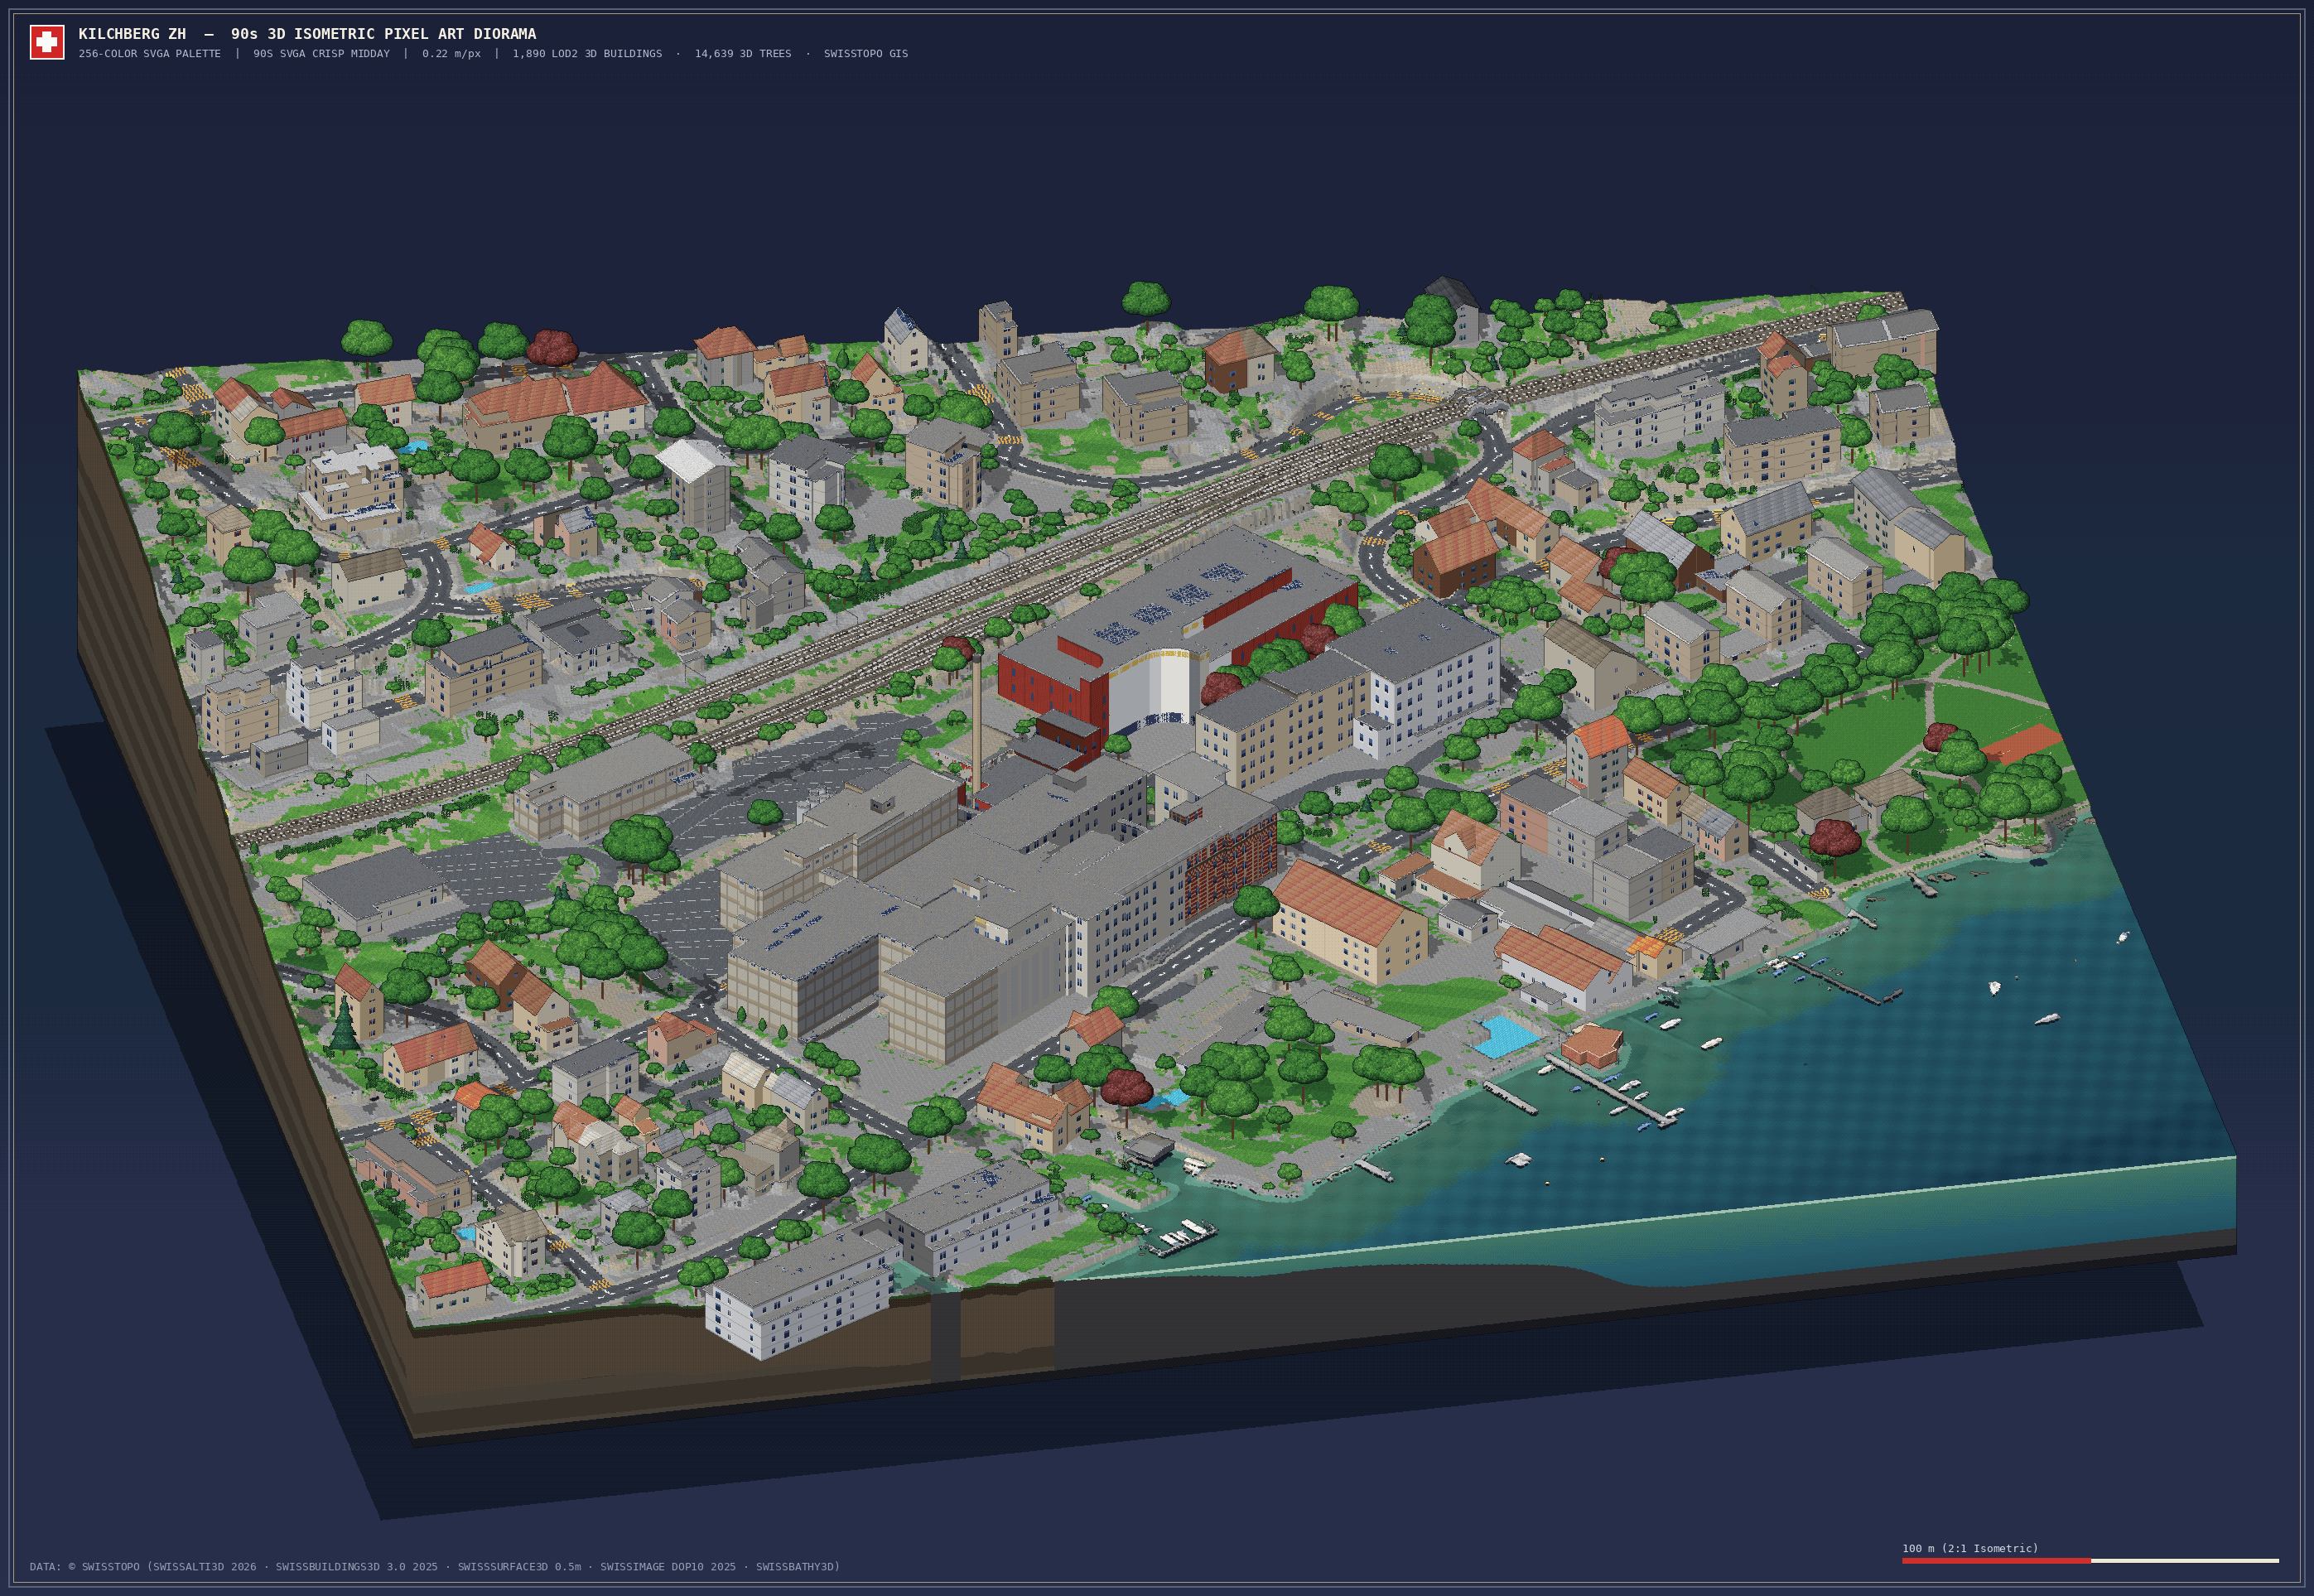 KILCHBERG ZH — 90s 3D ISOMETRIC PIXEL ART DIORAMA
256-COLOR SVGA PALETTE | 90S SVGA CRISP MIDDAY | 0.22 m/px | 1,890 LOD2 3D BUILDINGS · 14,639 3D TREES · SWISSTOPO GIS
100 m (2:1 Isometric)
DATA: © SWISSTOPO (SWISSALTI3D 2026 · SWISSBUILDINGS3D 3.0 2025 · SWISSSURFACE3D 0.5m · SWISSIMAGE DOP10 2025 · SWISSBATHY3D)